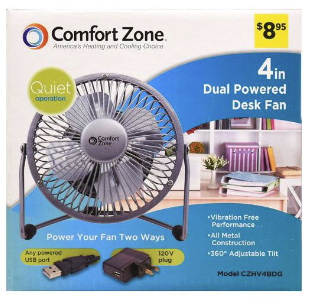 Comfort Zone
America's Heating and Cooling Choice
$8.95
Quiet
operation
4in
Dual Powered
Desk Fan
Comfort
Zone
Power Your Fan Two Ways
Any powered
USB port
120V
plug
•Vibration Free
Performance
•All Metal
Construction
•360° Adjustable Tilt
Model CZHV4BDG